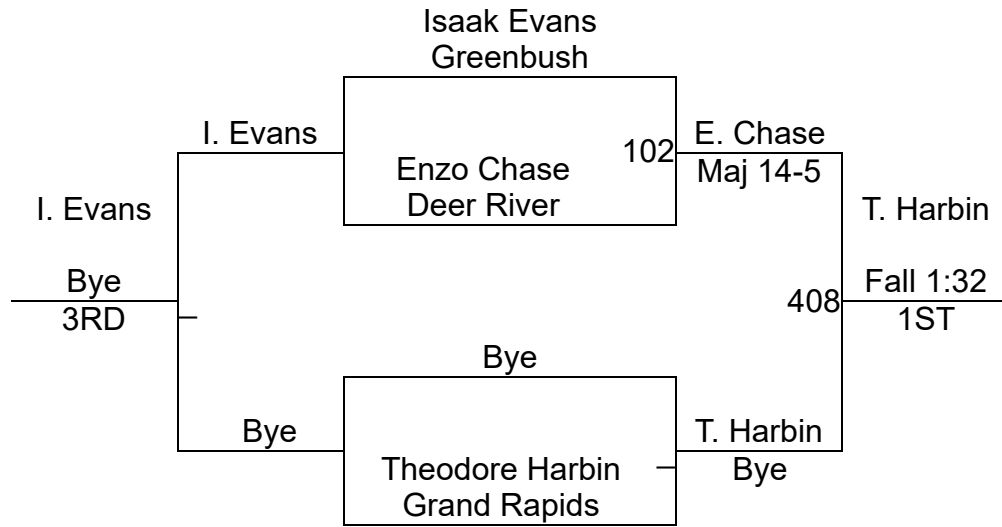 Isaak Evans
Greenbush
I. Evans
102
E. Chase
Enzo Chase
Maj 14-5
Deer River
I. Evans
T. Harbin
Bye
Fall 1:32
3RD
408
1ST
Bye
Bye
T. Harbin
Theodore Harbin
Bye
Grand Rapids